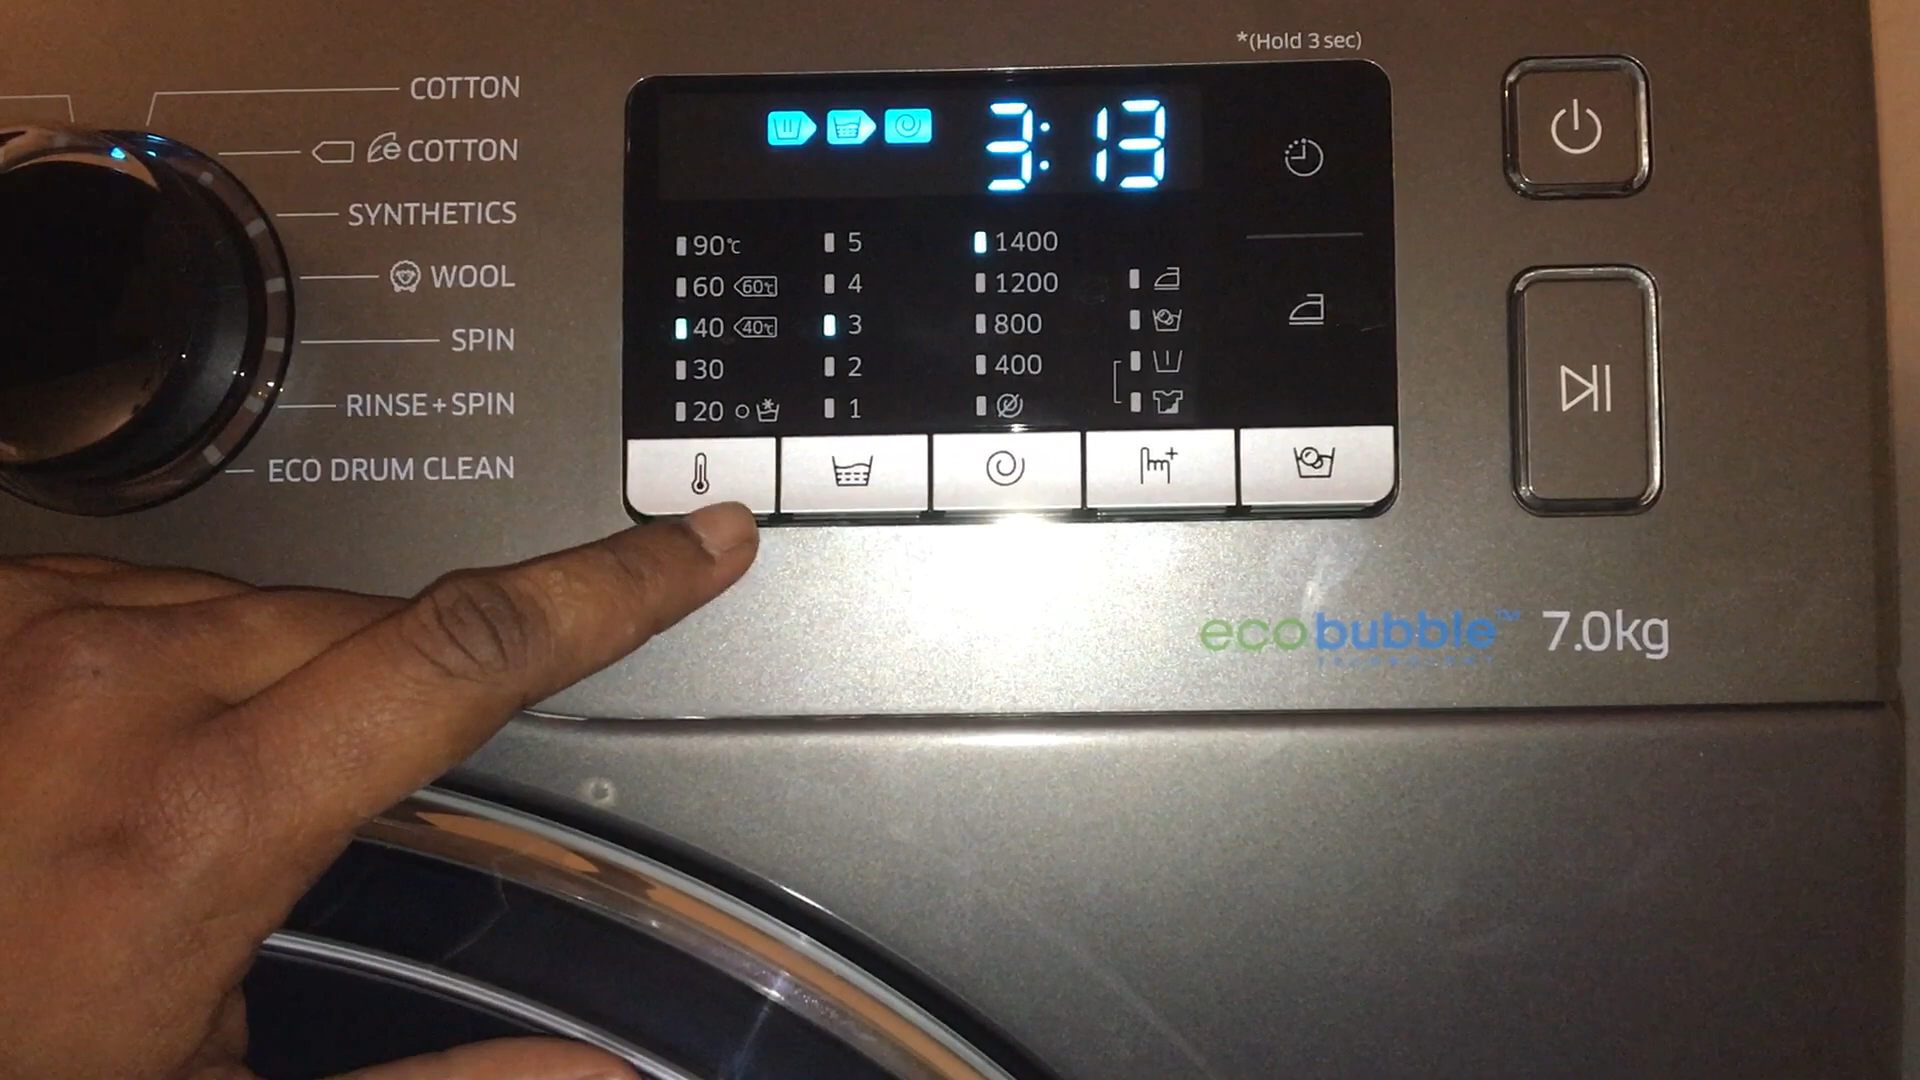 *(Hold 3 sec)
COTTON
COTTON
SYNTHETICS
WOOL
SPIN
RINSE+SPIN
ECO DRUM CLEAN
3:13
90℃ 5 1400
60 60℃ 4 1200
40 40℃ 3 800
30 2 400
20 1
ecobubble™ 7.0kg